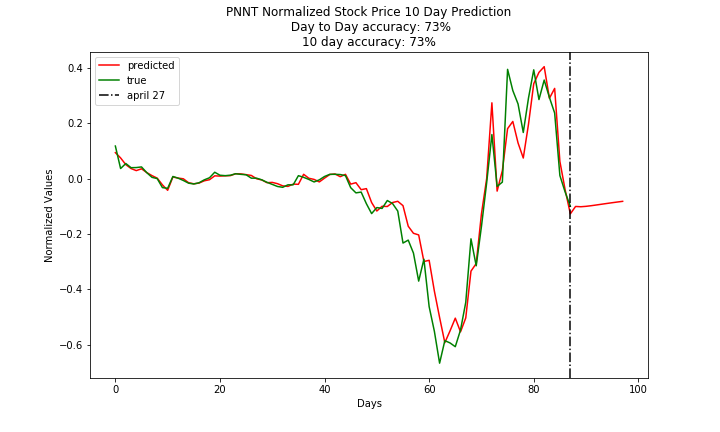 PNNT Normalized Stock Price 10 Day Prediction
Day to Day accuracy: 73%
10 day accuracy: 73%
predicted
true
april 27
Normalized Values
0.4
0.2
0.0
−0.2
−0.4
−0.6
0 20 40 60 80 100
Days